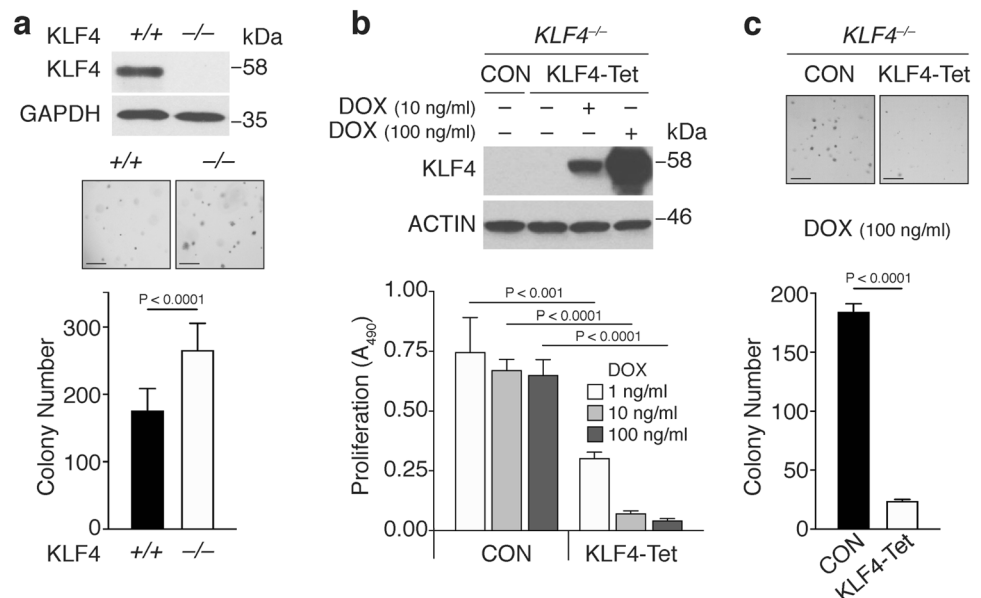 a
KLF4 +/+ –/– kDa
KLF4 –58
GAPDH –35
+/+ –/–
P < 0.0001
Colony Number
300
200
100
0
KLF4 +/+ –/–
b
KLF4–/–
CON KLF4-Tet
DOX (10 ng/ml) – – +
DOX (100 ng/ml) – – + kDa
KLF4 –58
ACTIN –46
Proliferation (A490)
1.00
0.75
0.50
0.25
0.00
P < 0.001
P < 0.0001
P < 0.0001
DOX
1 ng/ml
10 ng/ml
100 ng/ml
CON KLF4-Tet
c
KLF4–/–
CON KLF4-Tet
DOX (100 ng/ml)
P < 0.0001
Colony Number
200
150
100
50
0
CON
KLF4-Tet